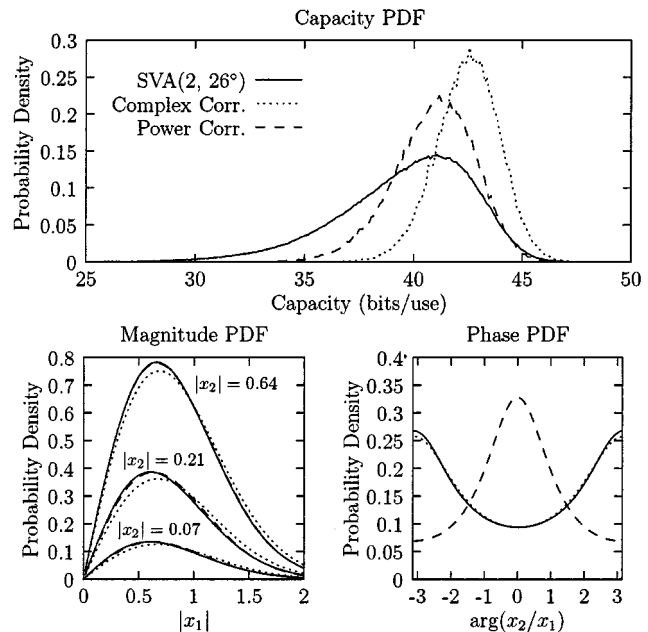 Capacity PDF
Probability Density
0.3
0.25
0.2
0.15
0.1
0.05
0
SVA(2, 26°)
Complex Corr.
Power Corr.
25 30 35 40 45 50
Capacity (bits/use)
Magnitude PDF
Probability Density
0.8
0.7
0.6
0.5
0.4
0.3
0.2
0.1
0
|x₂| = 0.64
|x₂| = 0.21
|x₂| = 0.07
0 0.5 1 1.5 2
|x₁|
Phase PDF
Probability Density
0.4
0.35
0.3
0.25
0.2
0.15
0.1
0.05
0
-3 -2 -1 0 1 2 3
arg(x₂/x₁)